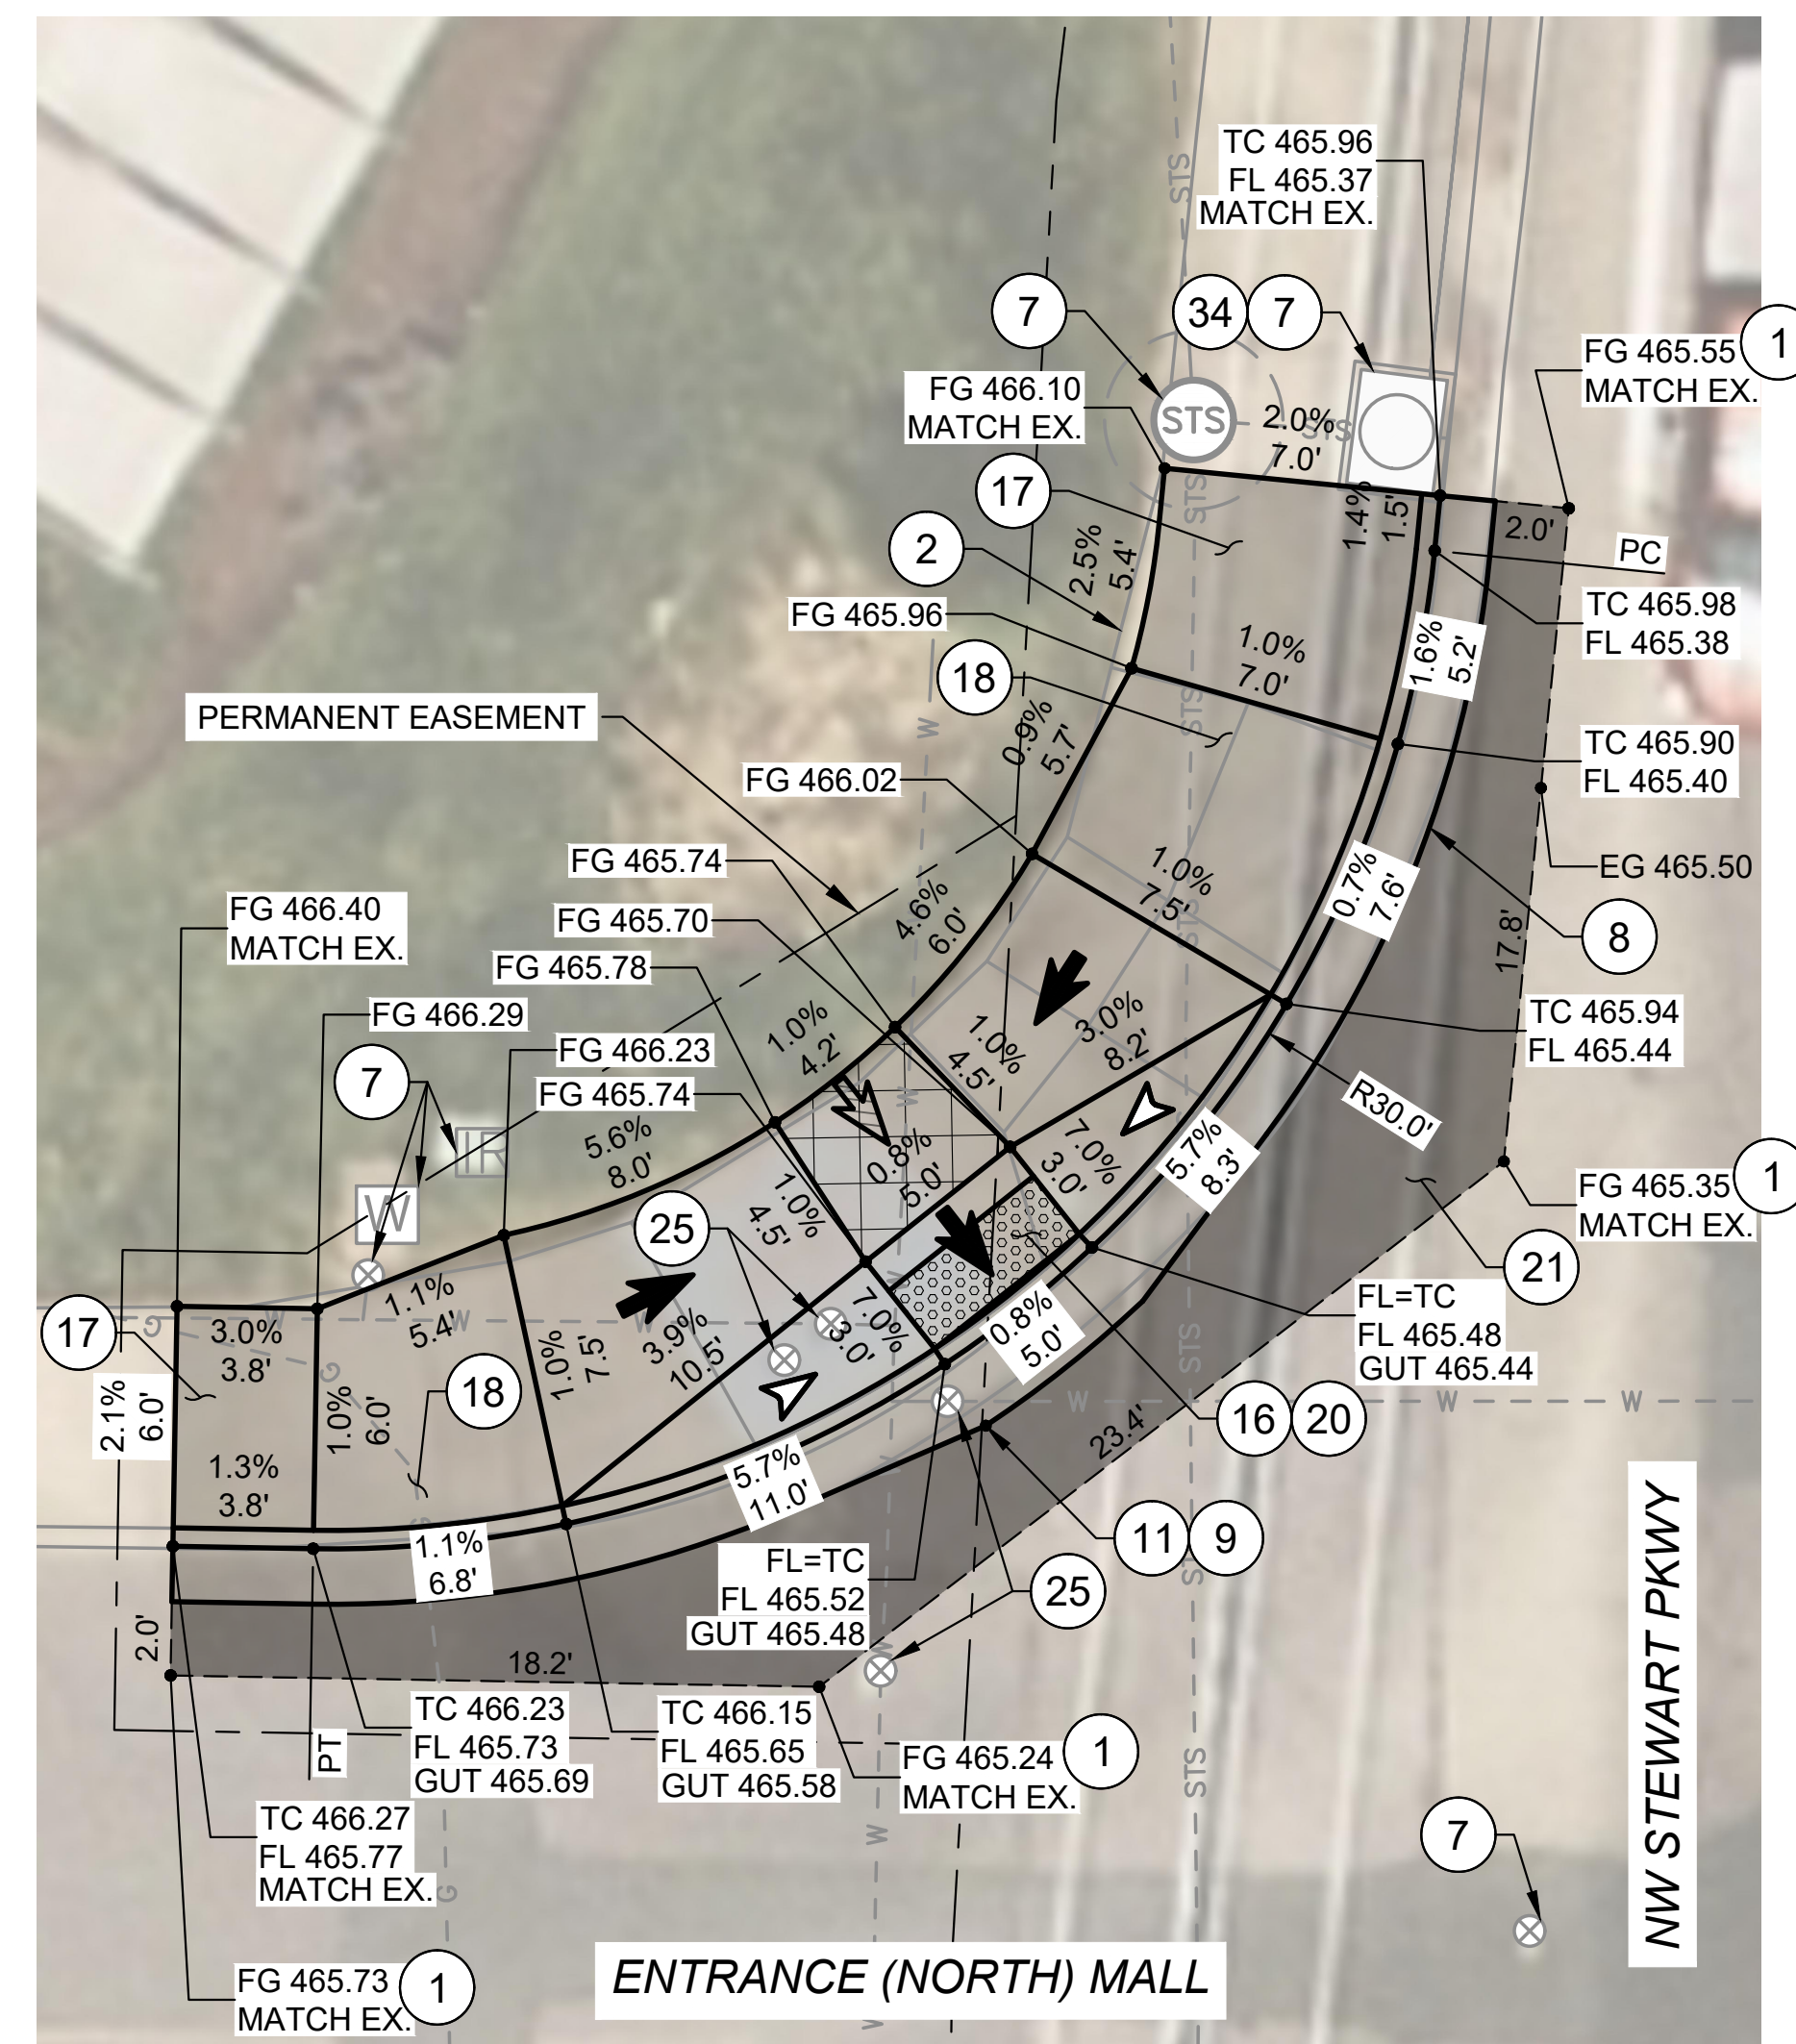 TC 465.96
FL 465.37
MATCH EX.
7
34
7
FG 465.55
MATCH EX.
1
FG 466.10
MATCH EX.
STS
STS
STS
2.0%
7.0'
17
1.4%
1.5'
2.0'
PC
2
2.5%
5.4'
STS
TC 465.98
FL 465.38
FG 465.96
1.0%
7.0'
1.6%
5.2'
18
PERMANENT EASEMENT
W
0.9%
5.7'
STS
TC 465.90
FL 465.40
FG 466.02
FG 465.74
1.0%
7.5'
0.7%
7.6'
EG 465.50
FG 466.40
MATCH EX.
FG 465.70
4.6%
6.0'
STS
17.8'
8
FG 465.78
FG 466.29
1.0%
4.2'
1.0%
4.5'
3.0%
8.2'
TC 465.94
FL 465.44
FG 466.23
7
FG 465.74
W
R30.0'
IR
5.6%
8.0'
0.8%
5.0'
7.0%
3.0'
5.7%
8.3'
FG 465.35
MATCH EX.
1
W
25
1.0%
4.5'
21
17
G
3.0%
3.8'
W
1.1%
5.4'
W
W
W
7.0%
3.0'
0.8%
5.0'
FL=TC
FL 465.48
GUT 465.44
STS
G
1.0%
7.5'
3.9%
10.5'
2.1%
6.0'
1.0%
6.0'
18
W
W
W
16
20
23.4'
1.3%
3.8'
5.7%
11.0'
W
G
1.1%
6.8'
11
9
FL=TC
FL 465.52
GUT 465.48
25
STS
2.0'
18.2'
W
TC 466.23
FL 465.73
GUT 465.69
TC 466.15
FL 465.65
GUT 465.58
PT
FG 465.24
MATCH EX.
1
STS
TC 466.27
FL 465.77
MATCH EX.
W
7
G
FG 465.73
MATCH EX.
1
ENTRANCE (NORTH) MALL
NW STEWART PKWY
W